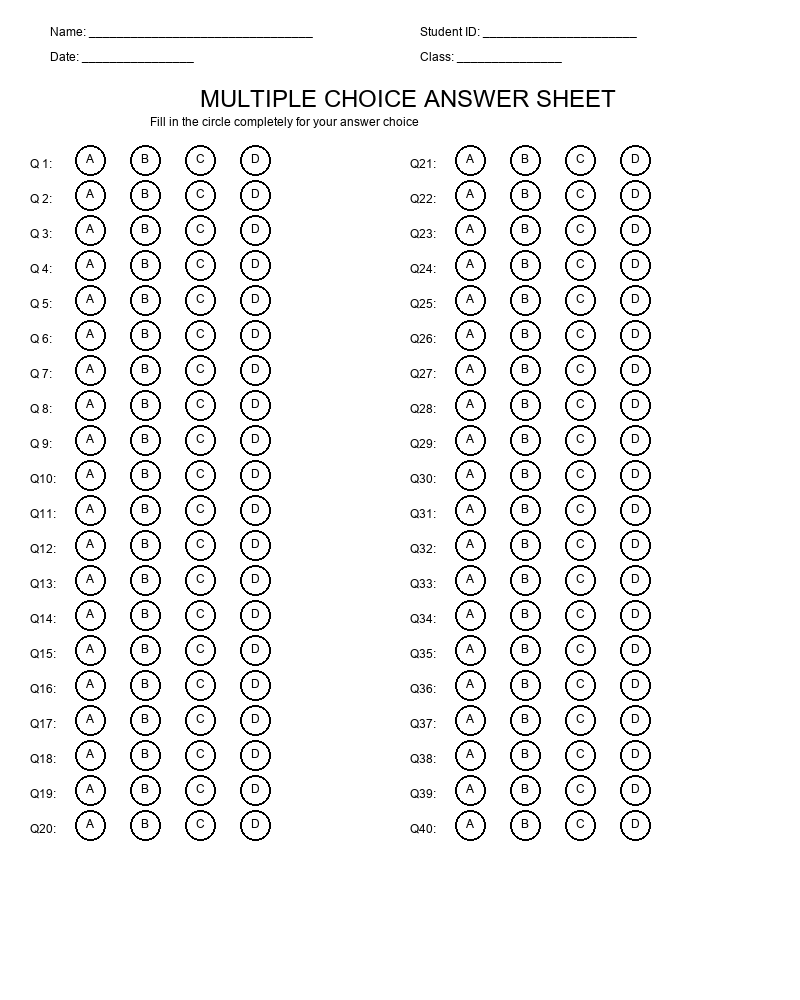 Name: ________________________________ Student ID: ______________________
Date: ________________ Class: _______________
MULTIPLE CHOICE ANSWER SHEET
Fill in the circle completely for your answer choice
Q 1: A B C D
Q 2: A B C D
Q 3: A B C D
Q 4: A B C D
Q 5: A B C D
Q 6: A B C D
Q 7: A B C D
Q 8: A B C D
Q 9: A B C D
Q10: A B C D
Q11: A B C D
Q12: A B C D
Q13: A B C D
Q14: A B C D
Q15: A B C D
Q16: A B C D
Q17: A B C D
Q18: A B C D
Q19: A B C D
Q20: A B C D
Q21: A B C D
Q22: A B C D
Q23: A B C D
Q24: A B C D
Q25: A B C D
Q26: A B C D
Q27: A B C D
Q28: A B C D
Q29: A B C D
Q30: A B C D
Q31: A B C D
Q32: A B C D
Q33: A B C D
Q34: A B C D
Q35: A B C D
Q36: A B C D
Q37: A B C D
Q38: A B C D
Q39: A B C D
Q40: A B C D